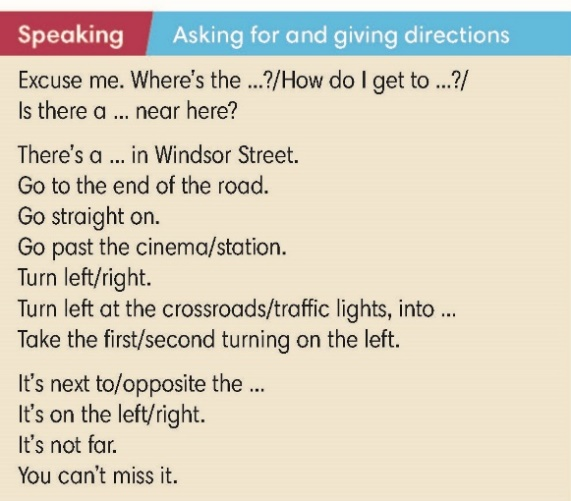 Speaking Asking for and giving directions
Excuse me. Where's the ...?/How do I get to ...?/
Is there a ... near here?
There's a ... in Windsor Street.
Go to the end of the road.
Go straight on.
Go past the cinema/station.
Turn left/right.
Turn left at the crossroads/traffic lights, into ...
Take the first/second turning on the left.
It's next to/opposite the ...
It's on the left/right.
It's not far.
You can't miss it.